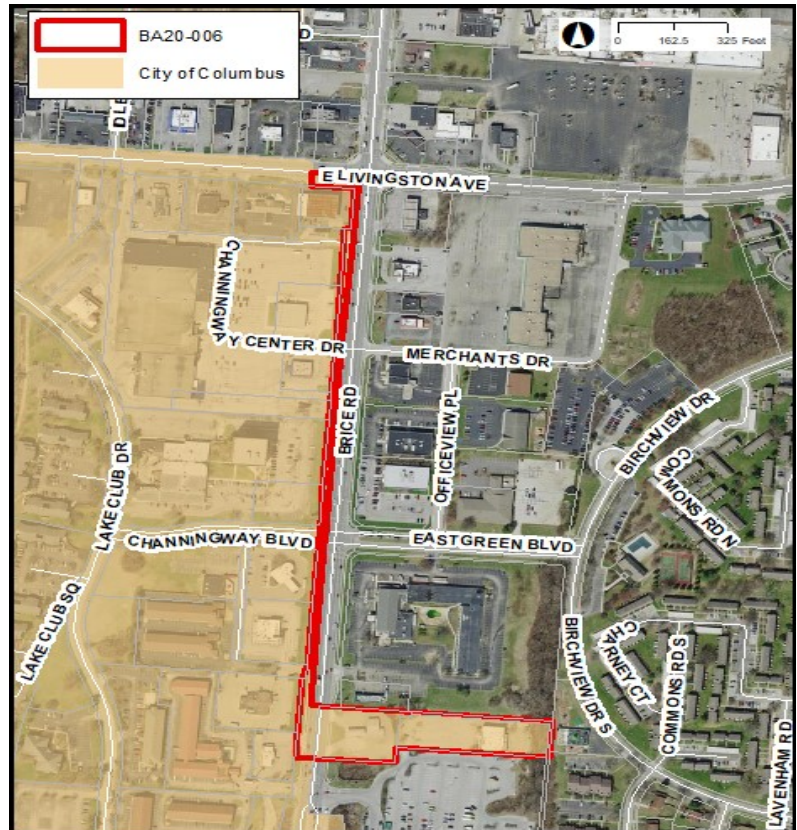 BA20-006
City of Columbus
0 162.5 325 Feet
D
DLE
E LIVINGSTON AVE
CHANNINGWAY CENTER DR
MERCHANTS DR
BRICE RD
OFFICEVIEW PL
BIRCHVIEW DR
COMMONS RD N
LAKE CLUB DR
CHANNINGWAY BLVD
EASTGREEN BLVD
LAKE CLUB SQ
BIRCHVIEW DR S
CHARNEY CT
COMMONS RD S
LAVENHAM RD